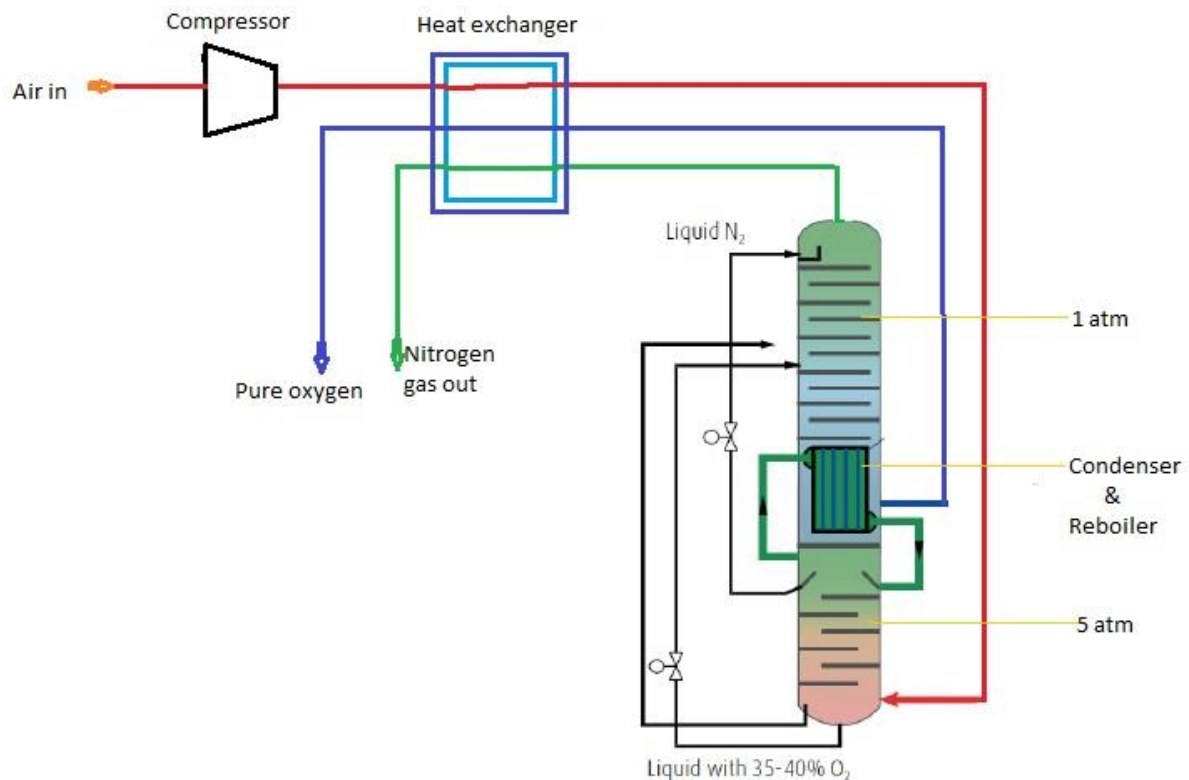 Compressor
Heat exchanger
Air in
Liquid N₂
1 atm
Nitrogen
gas out
Pure oxygen
Condenser
&
Reboiler
5 atm
Liquid with 35-40% O₂